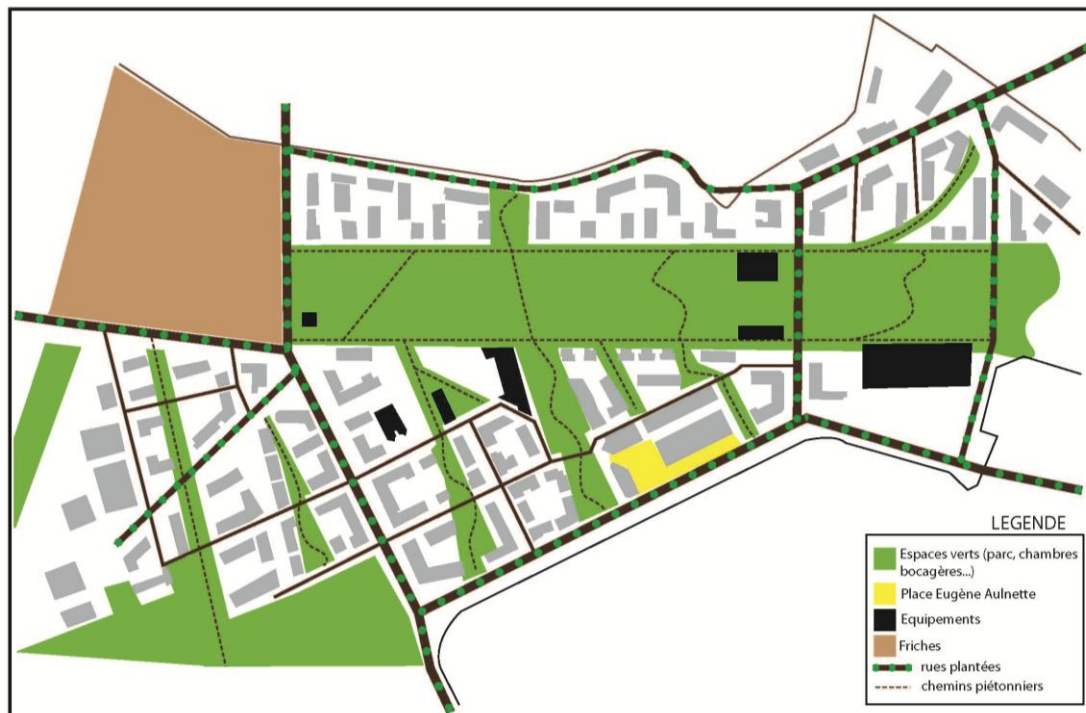 LEGENDE
Espaces verts (parc, chambres
bocagères...)
Place Eugène Aulnette
Equipements
Friches
rues plantées
chemins piétonniers